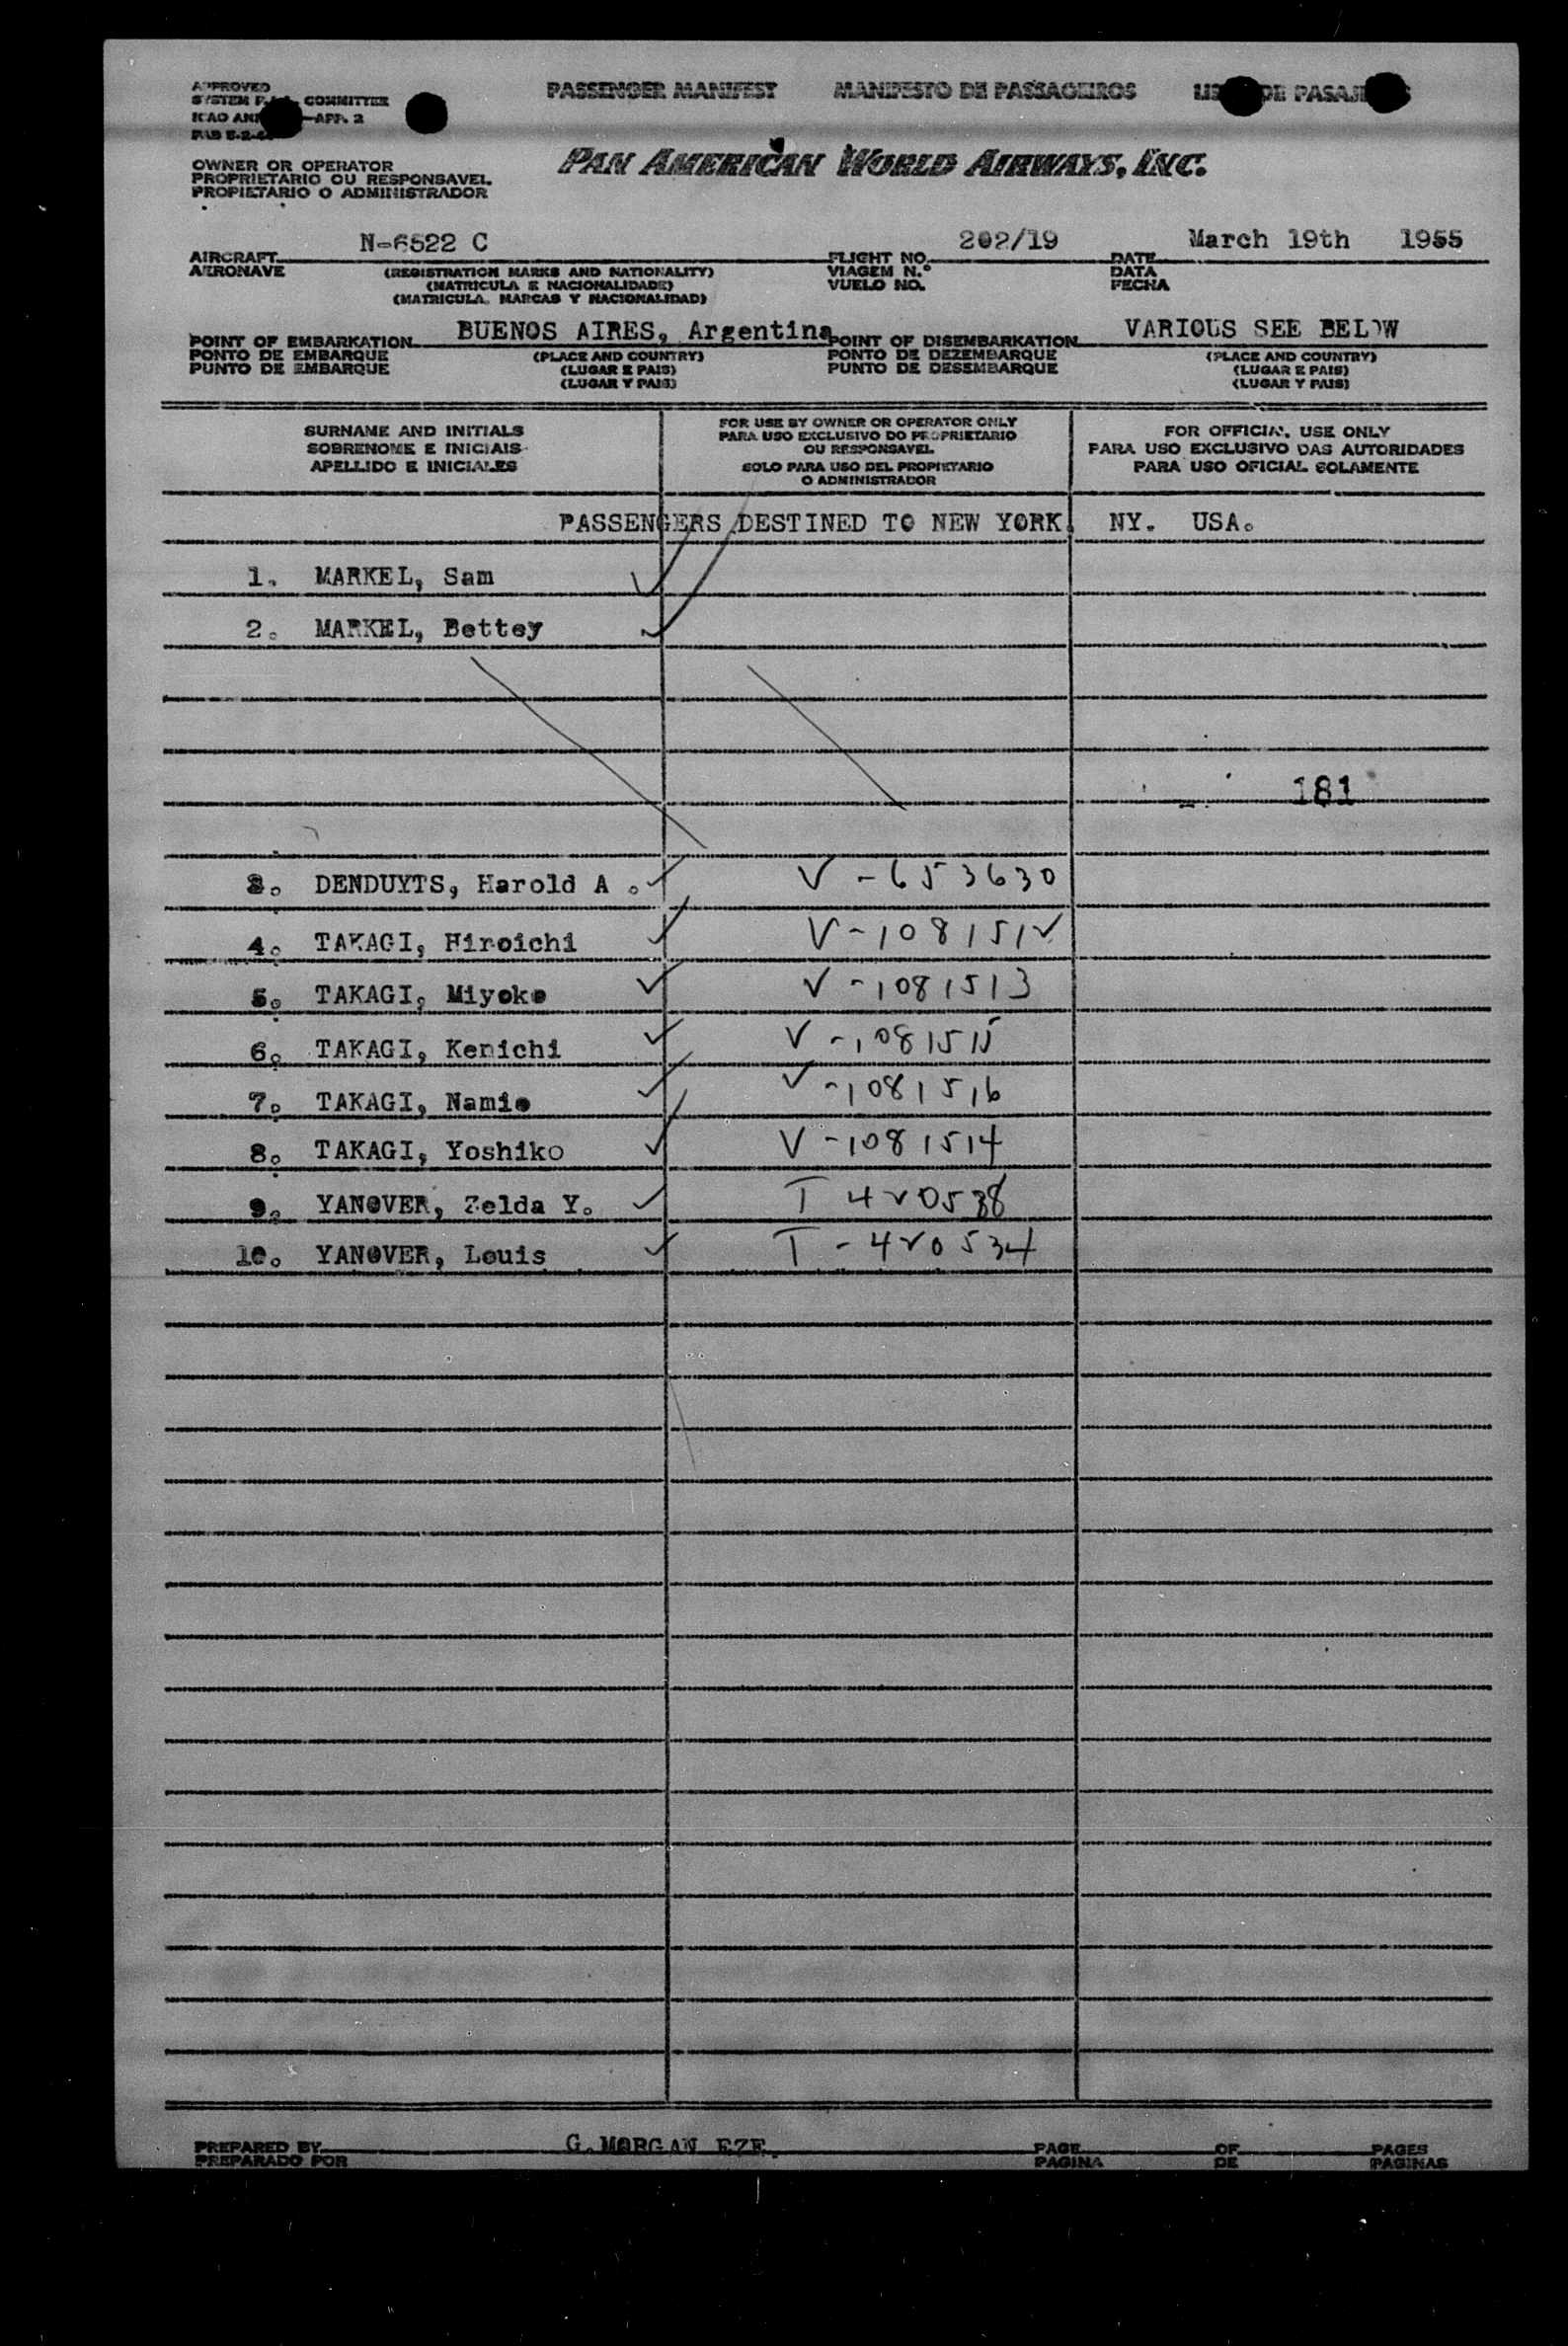 PASSENGER MANIFEST MANIFESTO DE PASSAGEIROS DE
APPROVED
SYSTEM COMMITTEE
ICAO APP. 2
OWNER OR OPERATOR
PROPRIETARIO OU RESPONSAVEL
PROPIETARIO O ADMINISTRADOR
PAN AMERICAN WORLD AIRWAYS, INC.
AIRCRAFT N-6522 C FLIGHT NO. 202/19 DATE March 19th 1955
AERONAVE (REGISTRATION MARKS AND NATIONALITY) VIAGEM N.° DATA
(MATRICULA E NACIONALIDADE) VUELO NO. FECHA
(MATRICULA, MARCAS Y NACIONALIDAD)
POINT OF EMBARKATION BUENOS AIRES, Argentina POINT OF DISEMBARKATION VARIOUS SEE BELOW
PONTO DE EMBARQUE (PLACE AND COUNTRY) PONTO DE DEZEMBARQUE (PLACE AND COUNTRY)
PUNTO DE EMBARQUE (LUGAR E PAIS) PUNTO DE DESEMBARQUE (LUGAR E PAIS)
(LUGAR Y PAIS) (LUGAR Y PAIS)
SURNAME AND INITIALS
SOBRENOME E INICIAIS
APELLIDO E INICIALES
FOR USE BY OWNER OR OPERATOR ONLY
PARA USO EXCLUSIVO DO PROPRIETARIO
OU RESPONSAVEL
SOLO PARA USO DEL PROPIETARIO
O ADMINISTRADOR
FOR OFFICIAL USE ONLY
PARA USO EXCLUSIVO DAS AUTORIDADES
PARA USO OFICIAL SOLAMENTE
PASSENGERS DESTINED TO NEW YORK. NY. USA.
1. MARKEL, Sam
2. MARKEL, Bettey
181
3. DENDUYTS, Harold A. V-653630
4. TAKAGI, Hiroichi V-1081512
5. TAKAGI, Miyoko V-1081513
6. TAKAGI, Kenichi V-1081515
7. TAKAGI, Namie V-1081516
8. TAKAGI, Yoshiko V-1081514
9. YANOVER, Zelda Y. T 420538
10. YANOVER, Louis T-420534
PREPARED BY G.MORGAN EZE. PAGE OF PAGES
PREPARADO POR PAGINA DE PAGINAS